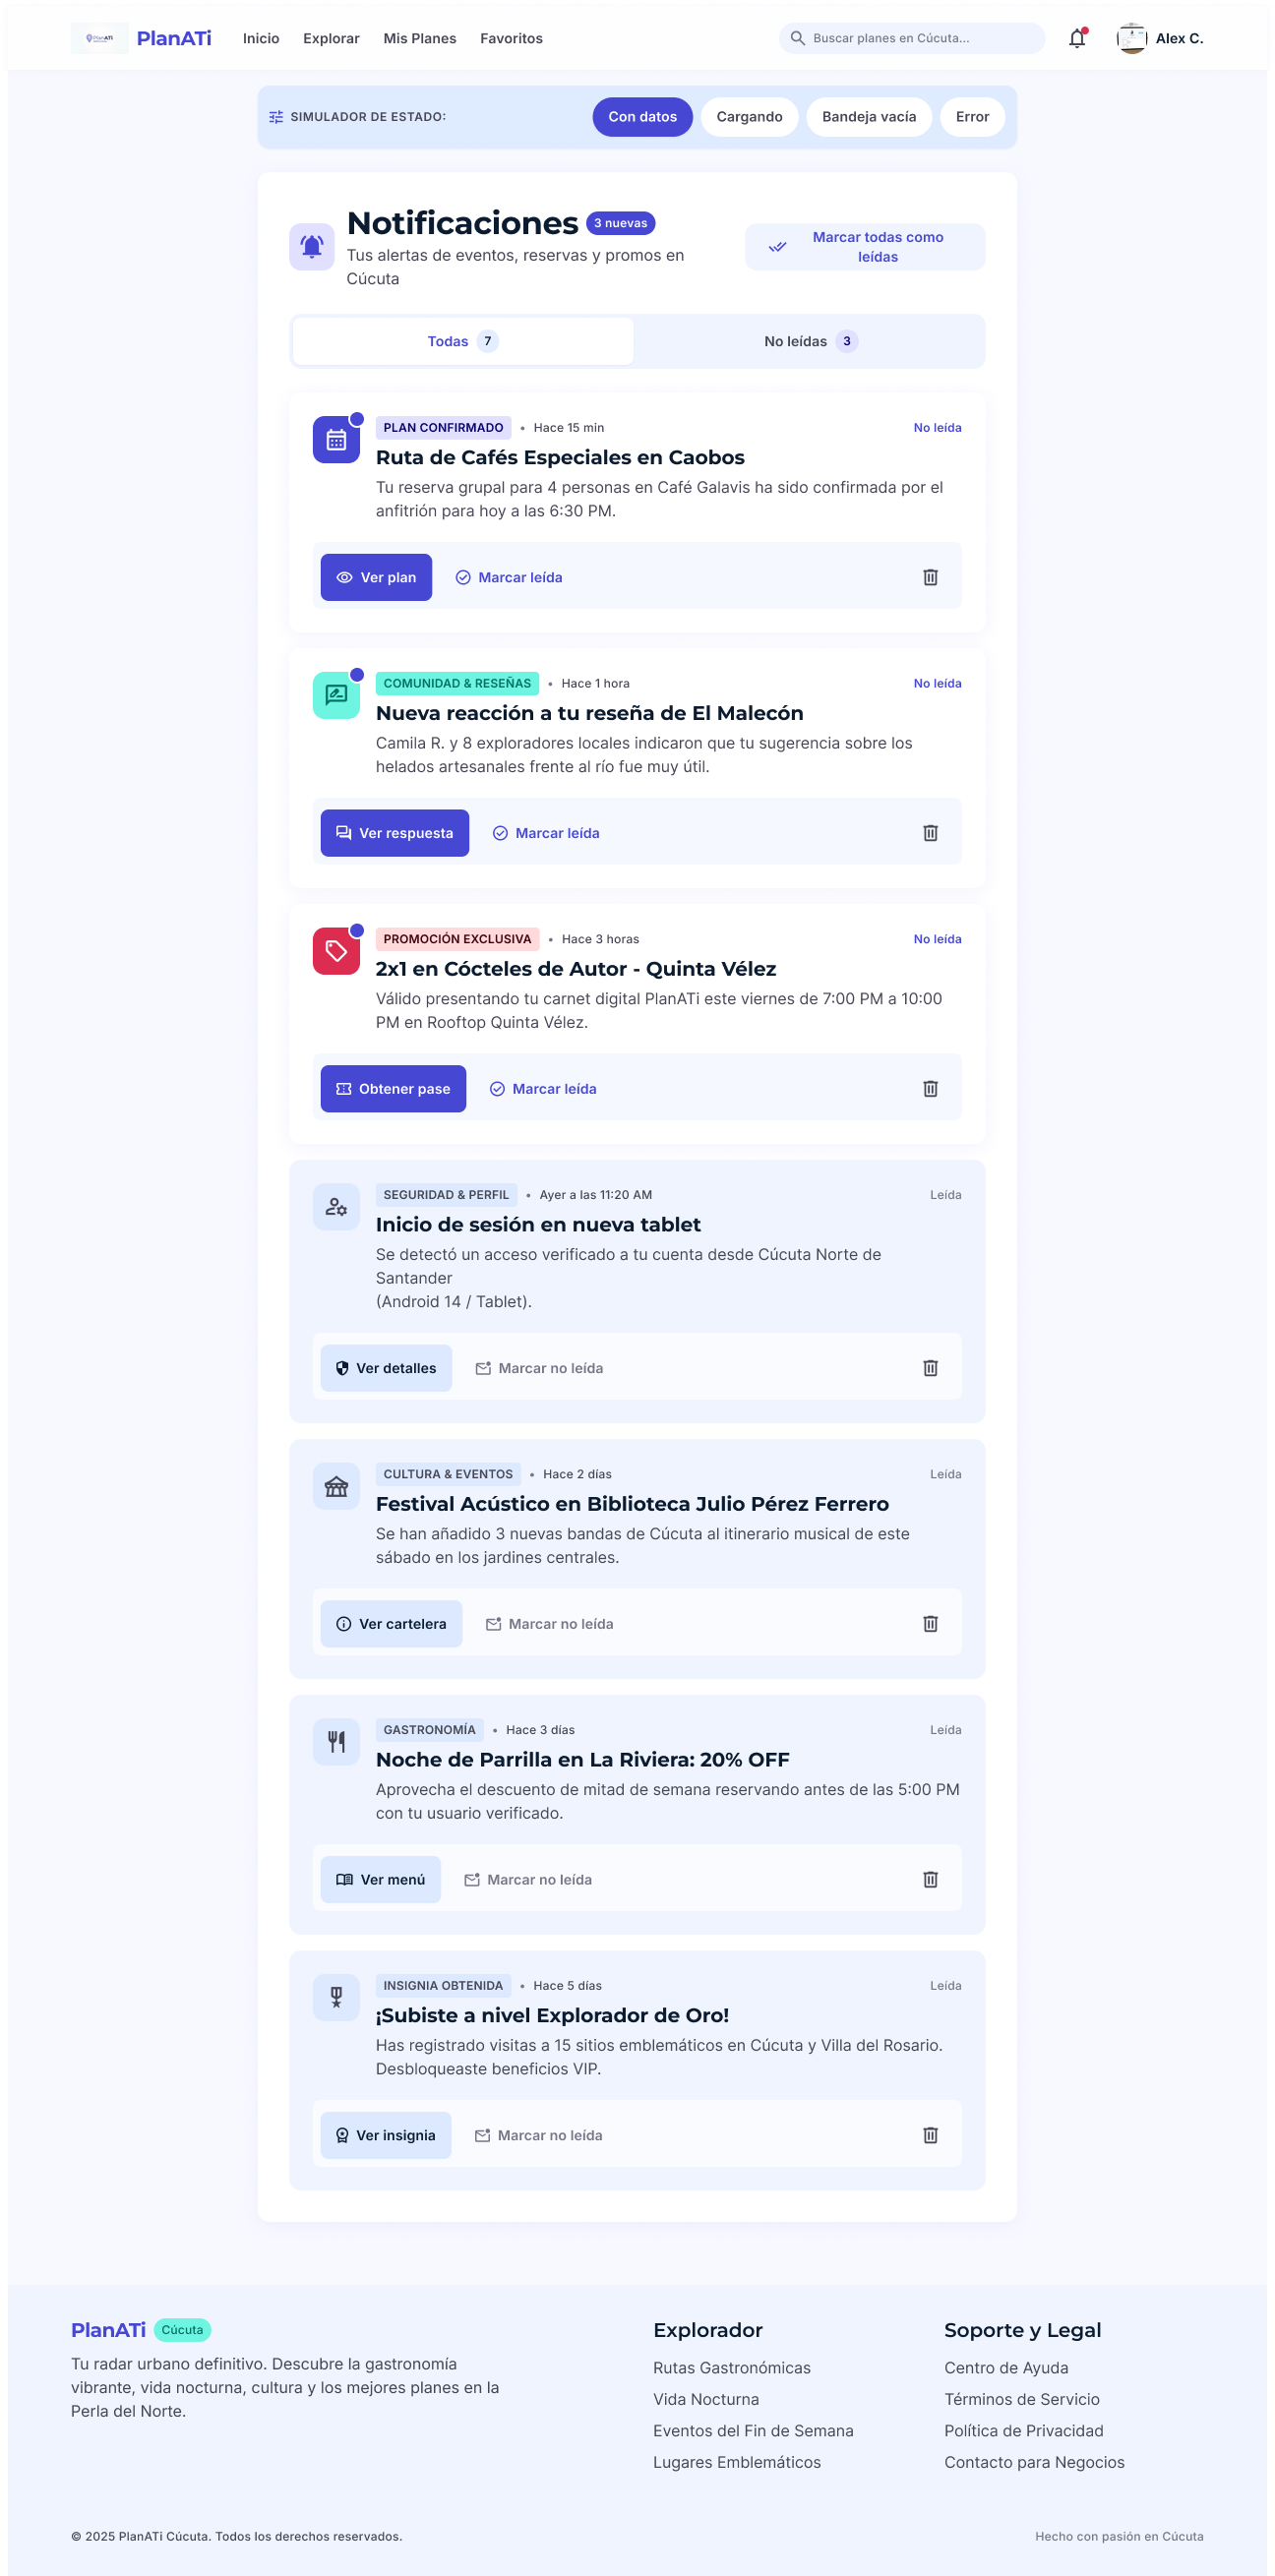 PlanATi
PlanATi Inicio Explorar Mis Planes Favoritos Buscar planes en Cúcuta... Alex C.
SIMULADOR DE ESTADO: Con datos Cargando Bandeja vacía Error
Notificaciones 3 nuevas
Tus alertas de eventos, reservas y promos en
Cúcuta
Marcar todas como
leídas
Todas 7 No leídas 3
PLAN CONFIRMADO • Hace 15 min No leída
Ruta de Cafés Especiales en Caobos
Tu reserva grupal para 4 personas en Café Galavis ha sido confirmada por el
anfitrión para hoy a las 6:30 PM.
Ver plan Marcar leída
COMUNIDAD & RESEÑAS • Hace 1 hora No leída
Nueva reacción a tu reseña de El Malecón
Camila R. y 8 exploradores locales indicaron que tu sugerencia sobre los
helados artesanales frente al río fue muy útil.
Ver respuesta Marcar leída
PROMOCIÓN EXCLUSIVA • Hace 3 horas No leída
2x1 en Cócteles de Autor - Quinta Vélez
Válido presentando tu carnet digital PlanATi este viernes de 7:00 PM a 10:00
PM en Rooftop Quinta Vélez.
Obtener pase Marcar leída
SEGURIDAD & PERFIL • Ayer a las 11:20 AM Leída
Inicio de sesión en nueva tablet
Se detectó un acceso verificado a tu cuenta desde Cúcuta Norte de
Santander
(Android 14 / Tablet).
Ver detalles Marcar no leída
CULTURA & EVENTOS • Hace 2 días Leída
Festival Acústico en Biblioteca Julio Pérez Ferrero
Se han añadido 3 nuevas bandas de Cúcuta al itinerario musical de este
sábado en los jardines centrales.
Ver cartelera Marcar no leída
GASTRONOMÍA • Hace 3 días Leída
Noche de Parrilla en La Riviera: 20% OFF
Aprovecha el descuento de mitad de semana reservando antes de las 5:00 PM
con tu usuario verificado.
Ver menú Marcar no leída
INSIGNIA OBTENIDA • Hace 5 días Leída
¡Subiste a nivel Explorador de Oro!
Has registrado visitas a 15 sitios emblemáticos en Cúcuta y Villa del Rosario.
Desbloqueaste beneficios VIP.
Ver insignia Marcar no leída
PlanATi Cúcuta
Tu radar urbano definitivo. Descubre la gastronomía
vibrante, vida nocturna, cultura y los mejores planes en la
Perla del Norte.
Explorador
Rutas Gastronómicas
Vida Nocturna
Eventos del Fin de Semana
Lugares Emblemáticos
Soporte y Legal
Centro de Ayuda
Términos de Servicio
Política de Privacidad
Contacto para Negocios
© 2025 PlanATi Cúcuta. Todos los derechos reservados.
Hecho con pasión en Cúcuta